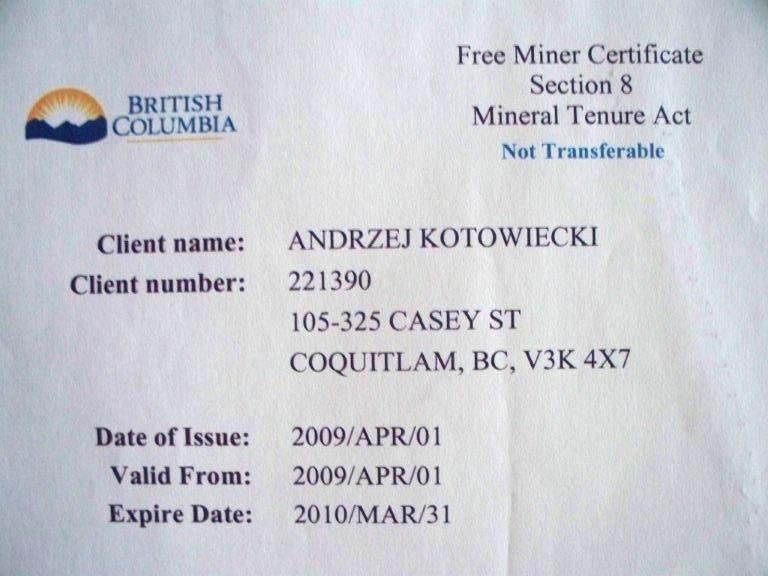 BRITISH
COLUMBIA
Free Miner Certificate
Section 8
Mineral Tenure Act
Not Transferable
Client name: ANDRZEJ KOTOWIECKI
Client number: 221390
105-325 CASEY ST
COQUITLAM, BC, V3K 4X7
Date of Issue: 2009/APR/01
Valid From: 2009/APR/01
Expire Date: 2010/MAR/31